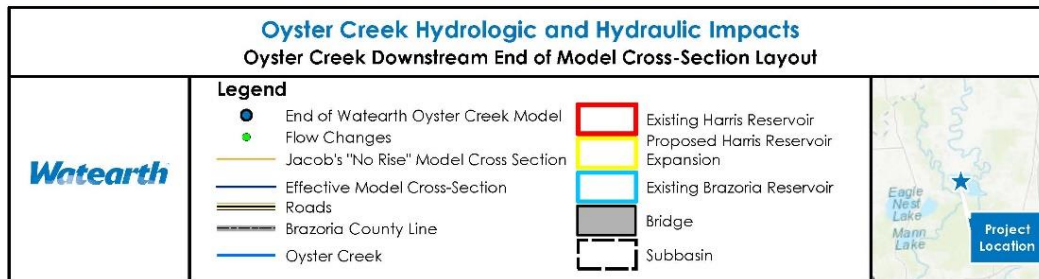 Oyster Creek Hydrologic and Hydraulic Impacts
Oyster Creek Downstream End of Model Cross-Section Layout
Watearth
Legend
End of Watearth Oyster Creek Model
Flow Changes
Jacob's "No Rise" Model Cross Section
Effective Model Cross-Section
Roads
Brazoria County Line
Oyster Creek
Existing Harris Reservoir
Proposed Harris Reservoir
Expansion
Existing Brazoria Reservoir
Bridge
Subbasin
Eagle
Nest
Lake
Mann
Lake
Project
Location